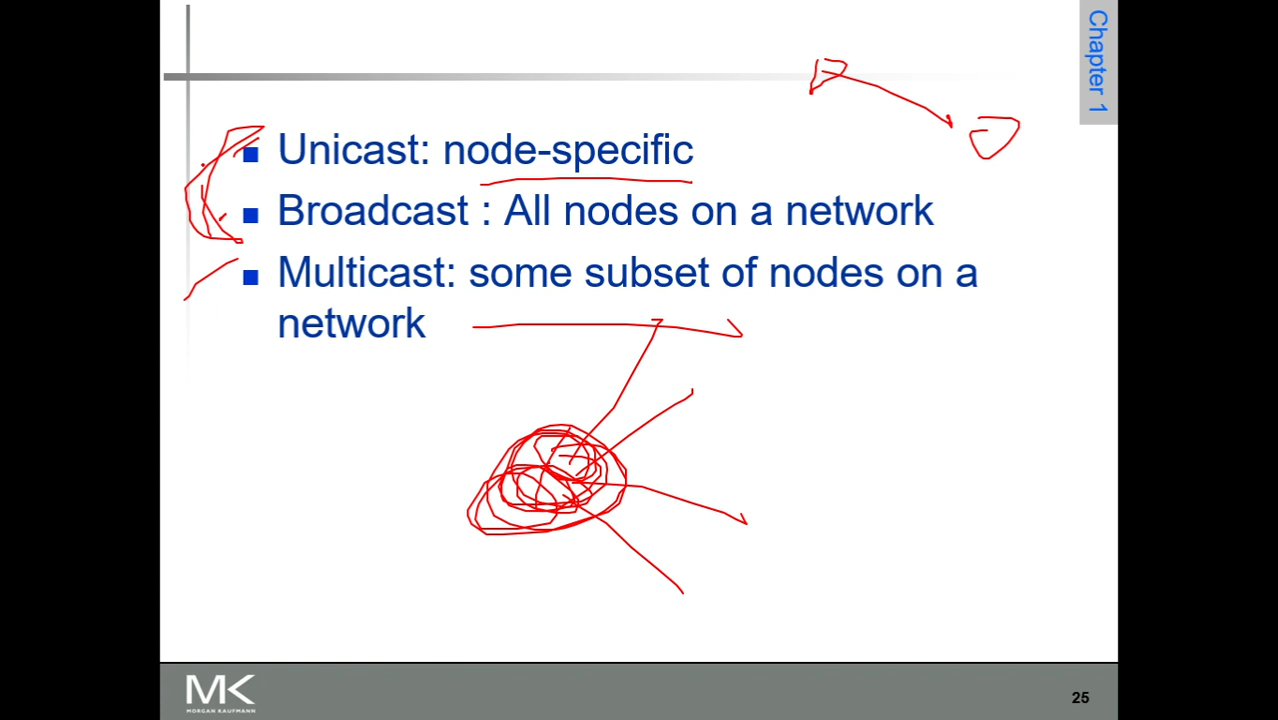 Chapter 1
Unicast: node-specific
Broadcast : All nodes on a network
Multicast: some subset of nodes on a
network
MK
MORGAN KAUFMANN
25